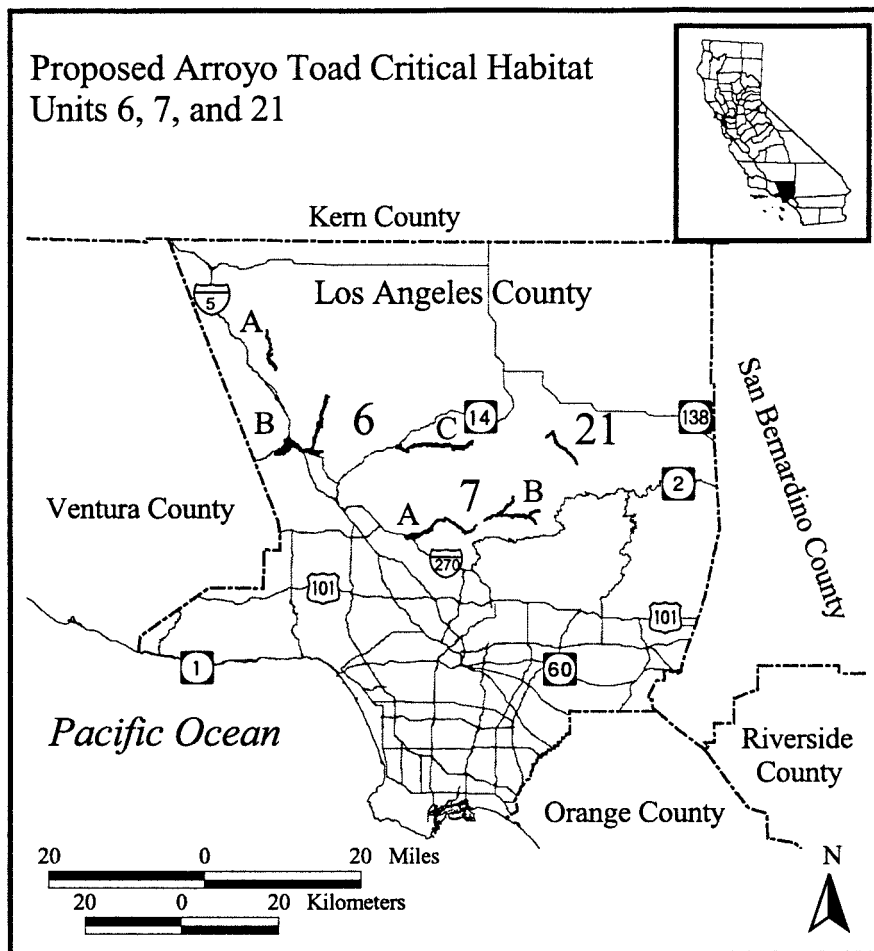 Proposed Arroyo Toad Critical Habitat
Units 6, 7, and 21
Kern County
Los Angeles County
5
A
B
6
C
14
21
138
San Bernardino County
2
Ventura County
A
7
B
270
101
101
1
60
Pacific Ocean
Riverside
County
Orange County
20 0 20 Miles
20 0 20 Kilometers
N